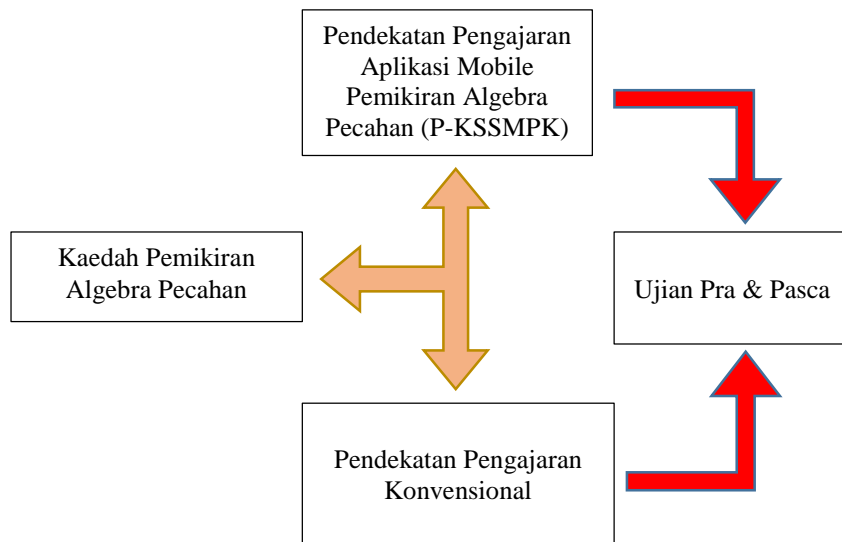 Pendekatan Pengajaran
Aplikasi Mobile
Pemikiran Algebra
Pecahan (P-KSSMPK)
Kaedah Pemikiran
Algebra Pecahan
Ujian Pra & Pasca
Pendekatan Pengajaran
Konvensional